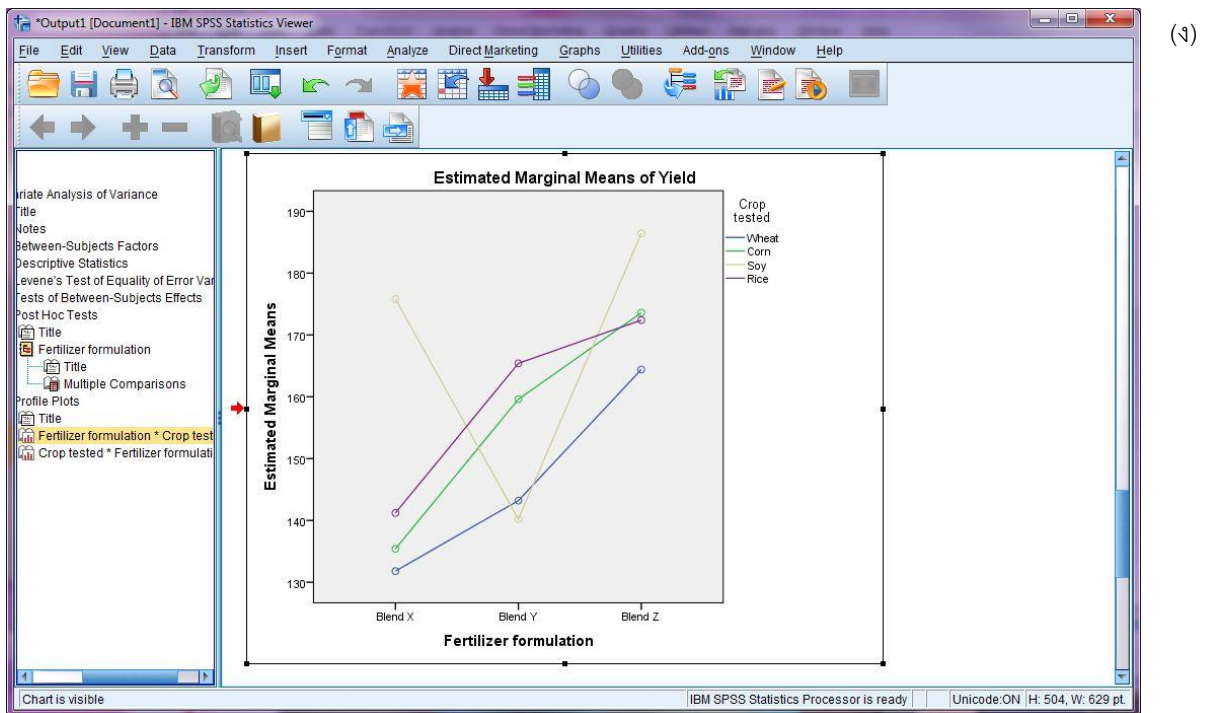 *Output1 [Document1] - IBM SPSS Statistics Viewer
(ง)
File Edit View Data Transform Insert Format Analyze Direct Marketing Graphs Utilities Add-ons Window Help
ariate Analysis of Variance
Title
Notes
Between-Subjects Factors
Descriptive Statistics
Levene's Test of Equality of Error Var
Tests of Between-Subjects Effects
Post Hoc Tests
Title
Fertilizer formulation
Title
Multiple Comparisons
Profile Plots
Title
Fertilizer formulation * Crop test
Crop tested * Fertilizer formulati
Estimated Marginal Means of Yield
Estimated Marginal Means
190
180
170
160
150
140
130
Blend X Blend Y Blend Z
Fertilizer formulation
Crop
tested
Wheat
Corn
Soy
Rice
Chart is visible
IBM SPSS Statistics Processor is ready Unicode:ON H: 504, W: 629 pt.